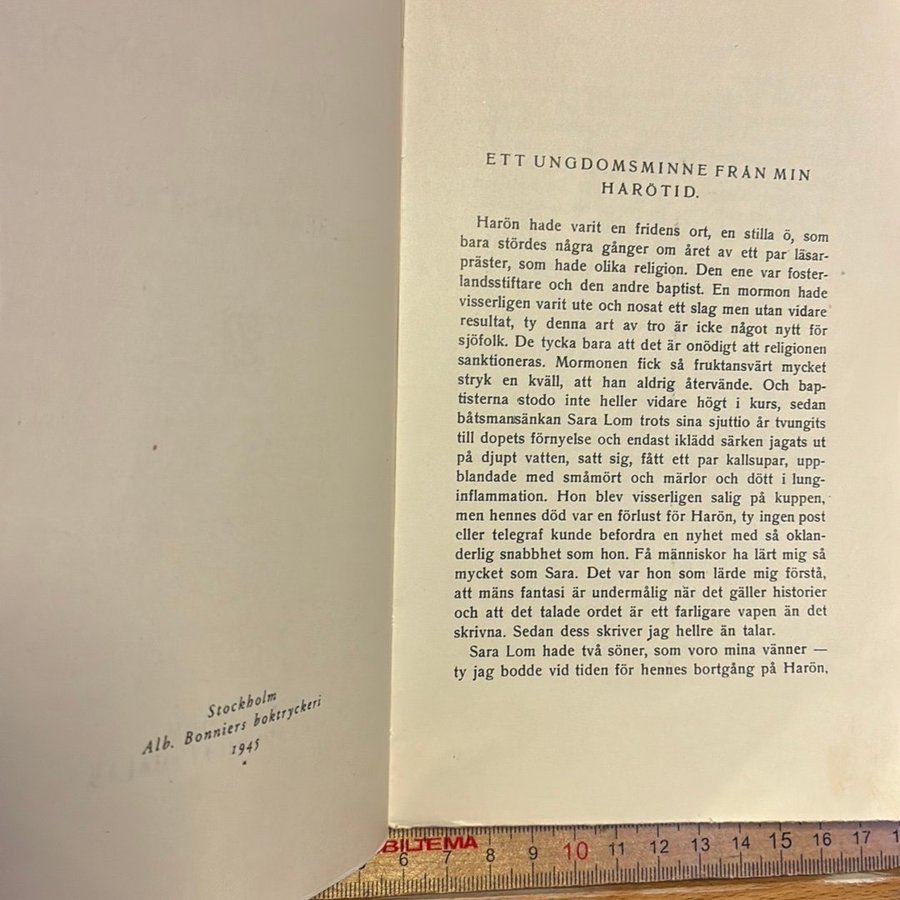 Stockholm
Alb. Bonniers boktryckeri
1945
ETT UNGDOMSMINNE FRÅN MIN
HARÖTID.
Harön hade varit en fridens ort, en stilla ö, som
bara stördes några gånger om året av ett par läsar-
präster, som hade olika religion. Den ene var foster-
landsstiftare och den andre baptist. En mormon hade
visserligen varit ute och nosat ett slag men utan vidare
resultat, ty denna art av tro är icke något nytt för
sjöfolk. De tycka bara att det är onödigt att religionen
sanktioneras. Mormonen fick så fruktansvärt mycket
stryk en kväll, att han aldrig återvände. Och bap-
tisterna stodo inte heller vidare högt i kurs, sedan
båtsmansänkan Sara Lom trots sina sjuttio år tvungits
till dopets förnyelse och endast iklädd särken jagats ut
på djupt vatten, satt sig, fått ett par kallsupar, upp-
blandade med småmört och märlor och dött i lung-
inflammation. Hon blev visserligen salig på kuppen,
men hennes död var en förlust för Harön, ty ingen post
eller telegraf kunde befordra en nyhet med så oklan-
derlig snabbhet som hon. Få människor ha lärt mig så
mycket som Sara. Det var hon som lärde mig förstå,
att mäns fantasi är undermålig när det gäller historier
och att det talade ordet är ett farligare vapen än det
skrivna. Sedan dess skriver jag hellre än talar.
Sara Lom hade två söner, som voro mina vänner —
ty jag bodde vid tiden för hennes bortgång på Harön,
BILTEMA
6 7 8 9 10 11 12 13 14 15 16 17